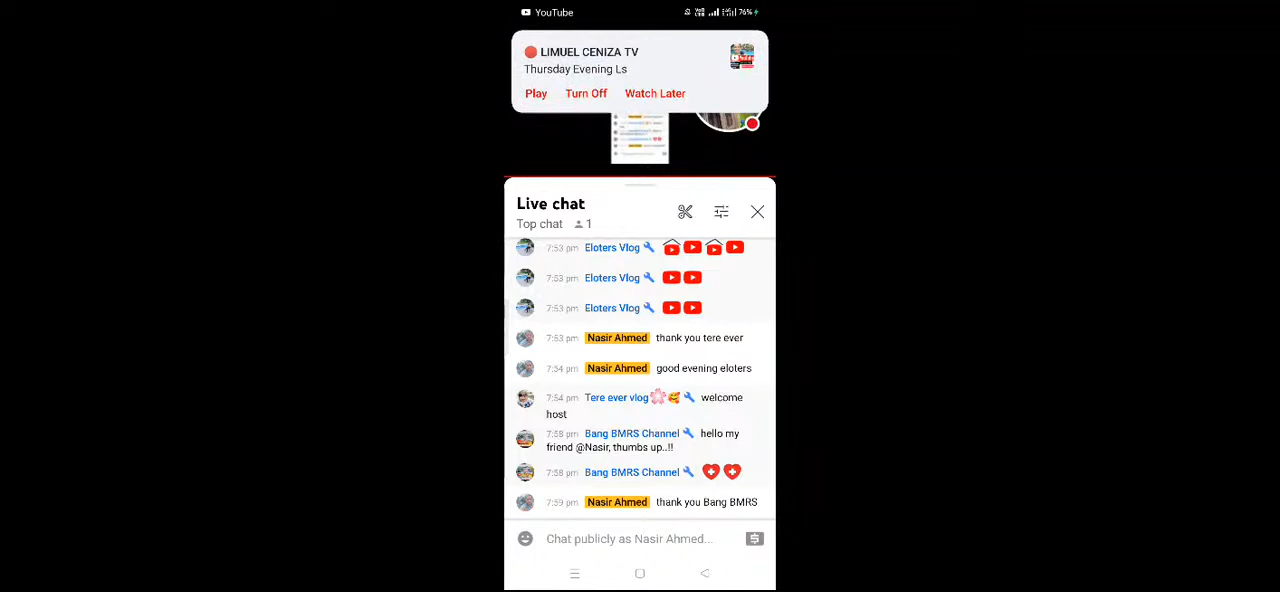 YouTube
76%
LIMUEL CENIZA TV
Thursday Evening Ls
Play Turn Off Watch Later
Live chat
Top chat 1
7:53 pm Eloters Vlog
7:53 pm Eloters Vlog
7:53 pm Eloters Vlog
7:53 pm Nasir Ahmed thank you tere ever
7:54 pm Nasir Ahmed good evening eloters
7:54 pm Tere ever vlog🌸🥰 welcome
host
7:58 pm Bang BMRS Channel hello my
friend @Nasir, thumbs up..!!
7:58 pm Bang BMRS Channel
7:59 pm Nasir Ahmed thank you Bang BMRS
Chat publicly as Nasir Ahmed...